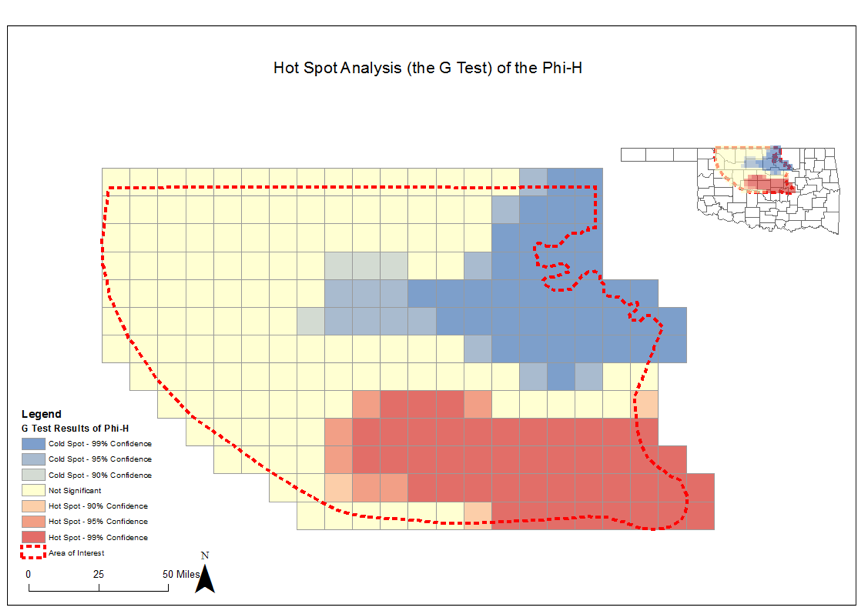 Hot Spot Analysis (the G Test) of the Phi-H
Legend
G Test Results of Phi-H
Cold Spot - 99% Confidence
Cold Spot - 95% Confidence
Cold Spot - 90% Confidence
Not Significant
Hot Spot - 90% Confidence
Hot Spot - 95% Confidence
Hot Spot - 99% Confidence
Area of Interest
N
0 25 50 Miles